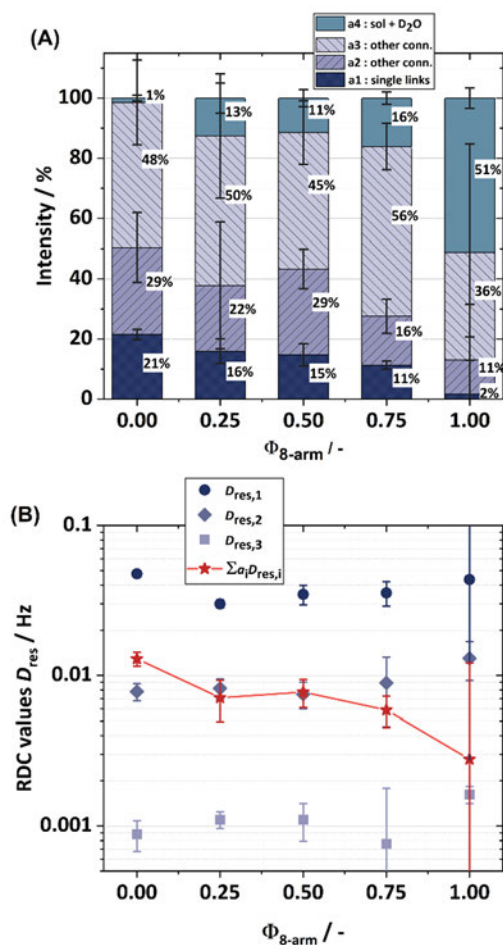 (A)
a4 : sol + D₂O
a3 : other conn.
a2 : other conn.
a1 : single links
Intensity / %
100
80
60
40
20
0
1%
13%
11%
16%
51%
48%
50%
45%
56%
36%
29%
22%
29%
16%
11%
21%
16%
15%
11%
2%
0.00 0.25 0.50 0.75 1.00
Φ8-arm / -
(B)
Dres,1
Dres,2
Dres,3
ΣaiDres,i
RDC values Dres / Hz
0.1
0.01
0.001
0.00 0.25 0.50 0.75 1.00
Φ8-arm / -